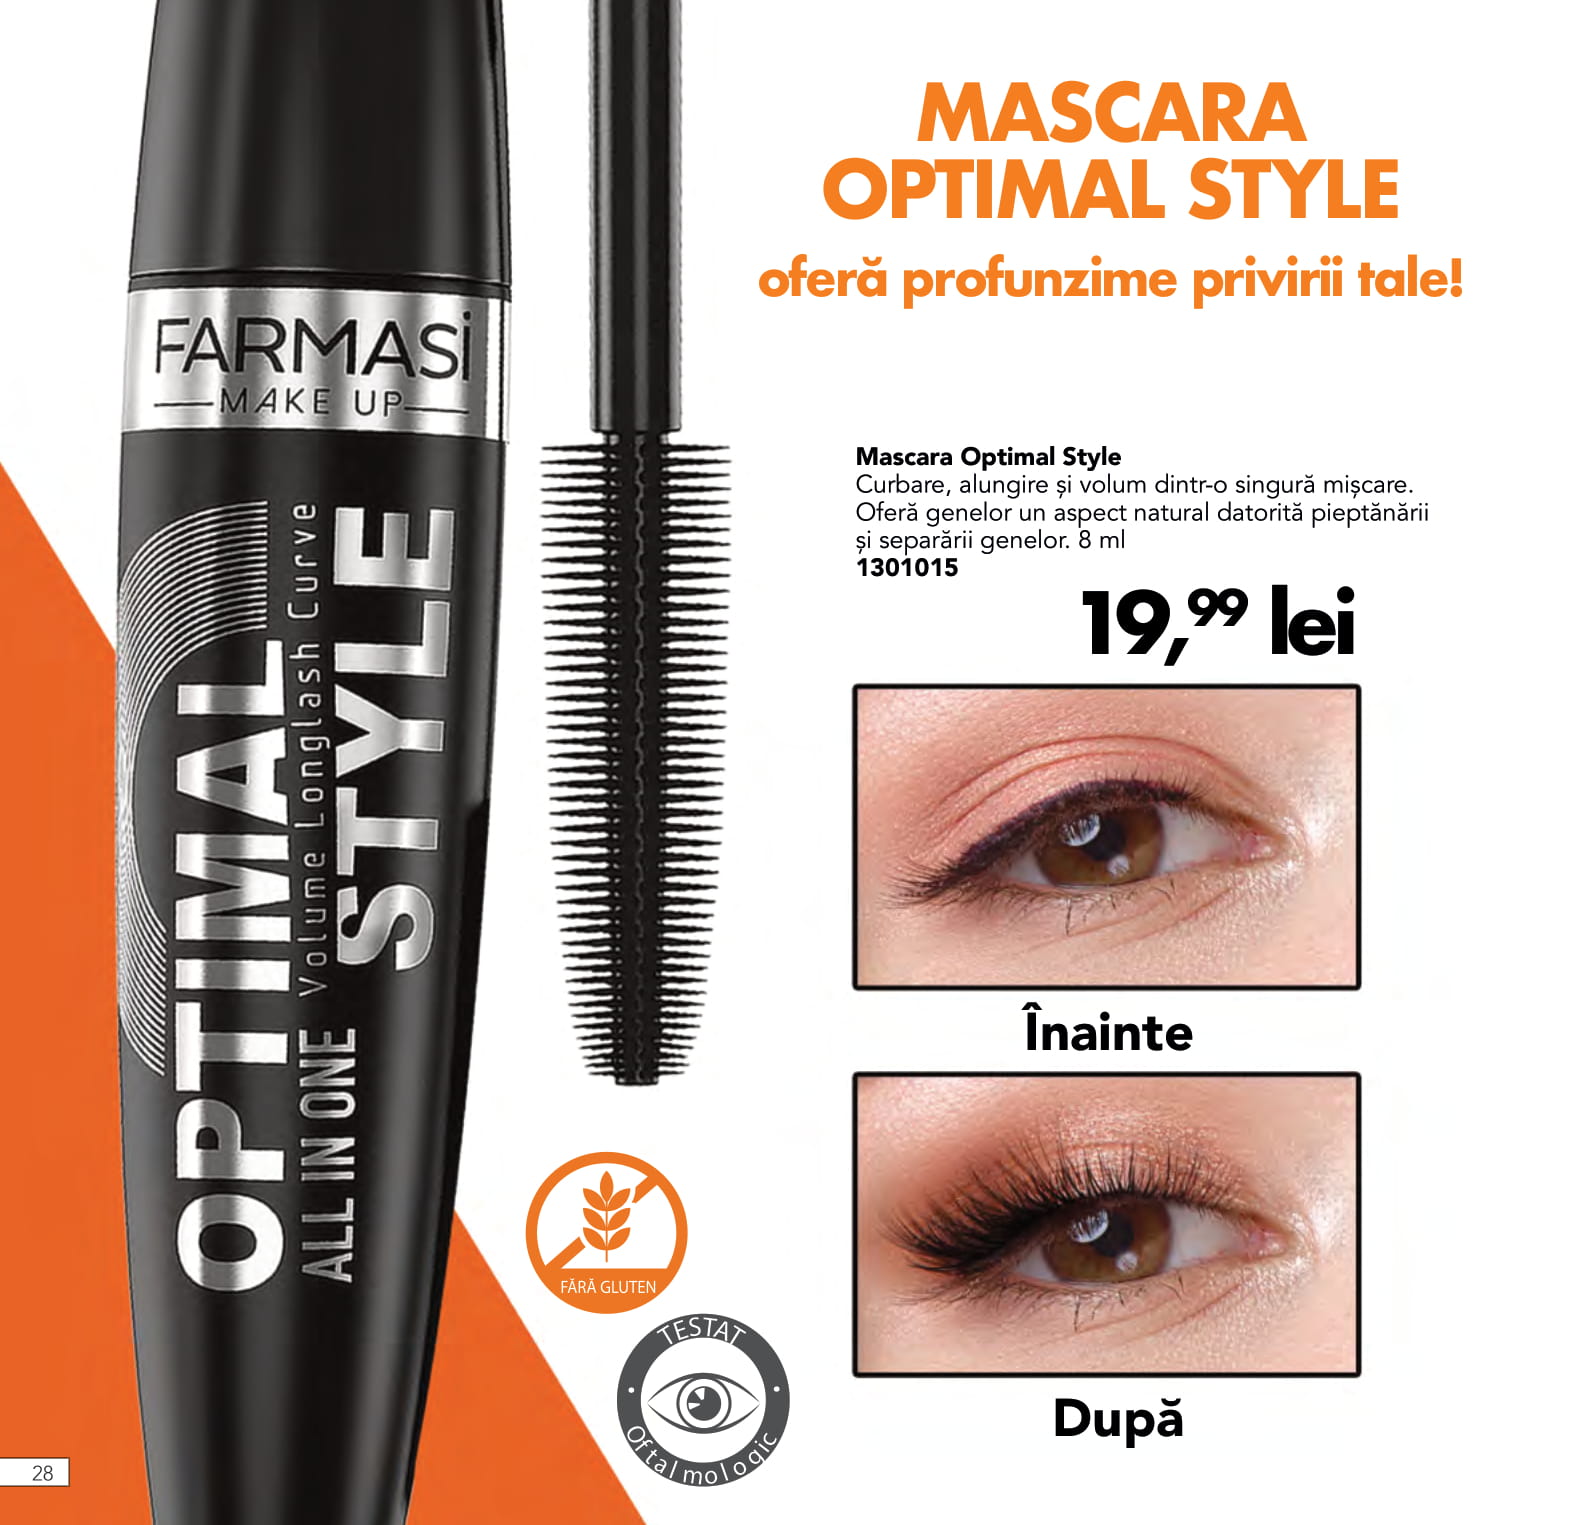 MASCARA
OPTIMAL STYLE
oferă profunzime privirii tale!
FARMASi
MAKE UP
OPTIMAL
Volume Longlash Curve
STYLE
ALL IN ONE
Mascara Optimal Style
Curbare, alungire și volum dintr-o singură mișcare.
Oferă genelor un aspect natural datorită pieptănării
și separării genelor. 8 ml
1301015
19,99 lei
Înainte
După
FĂRĂ GLUTEN
TESTAT
Oftalmologic
28